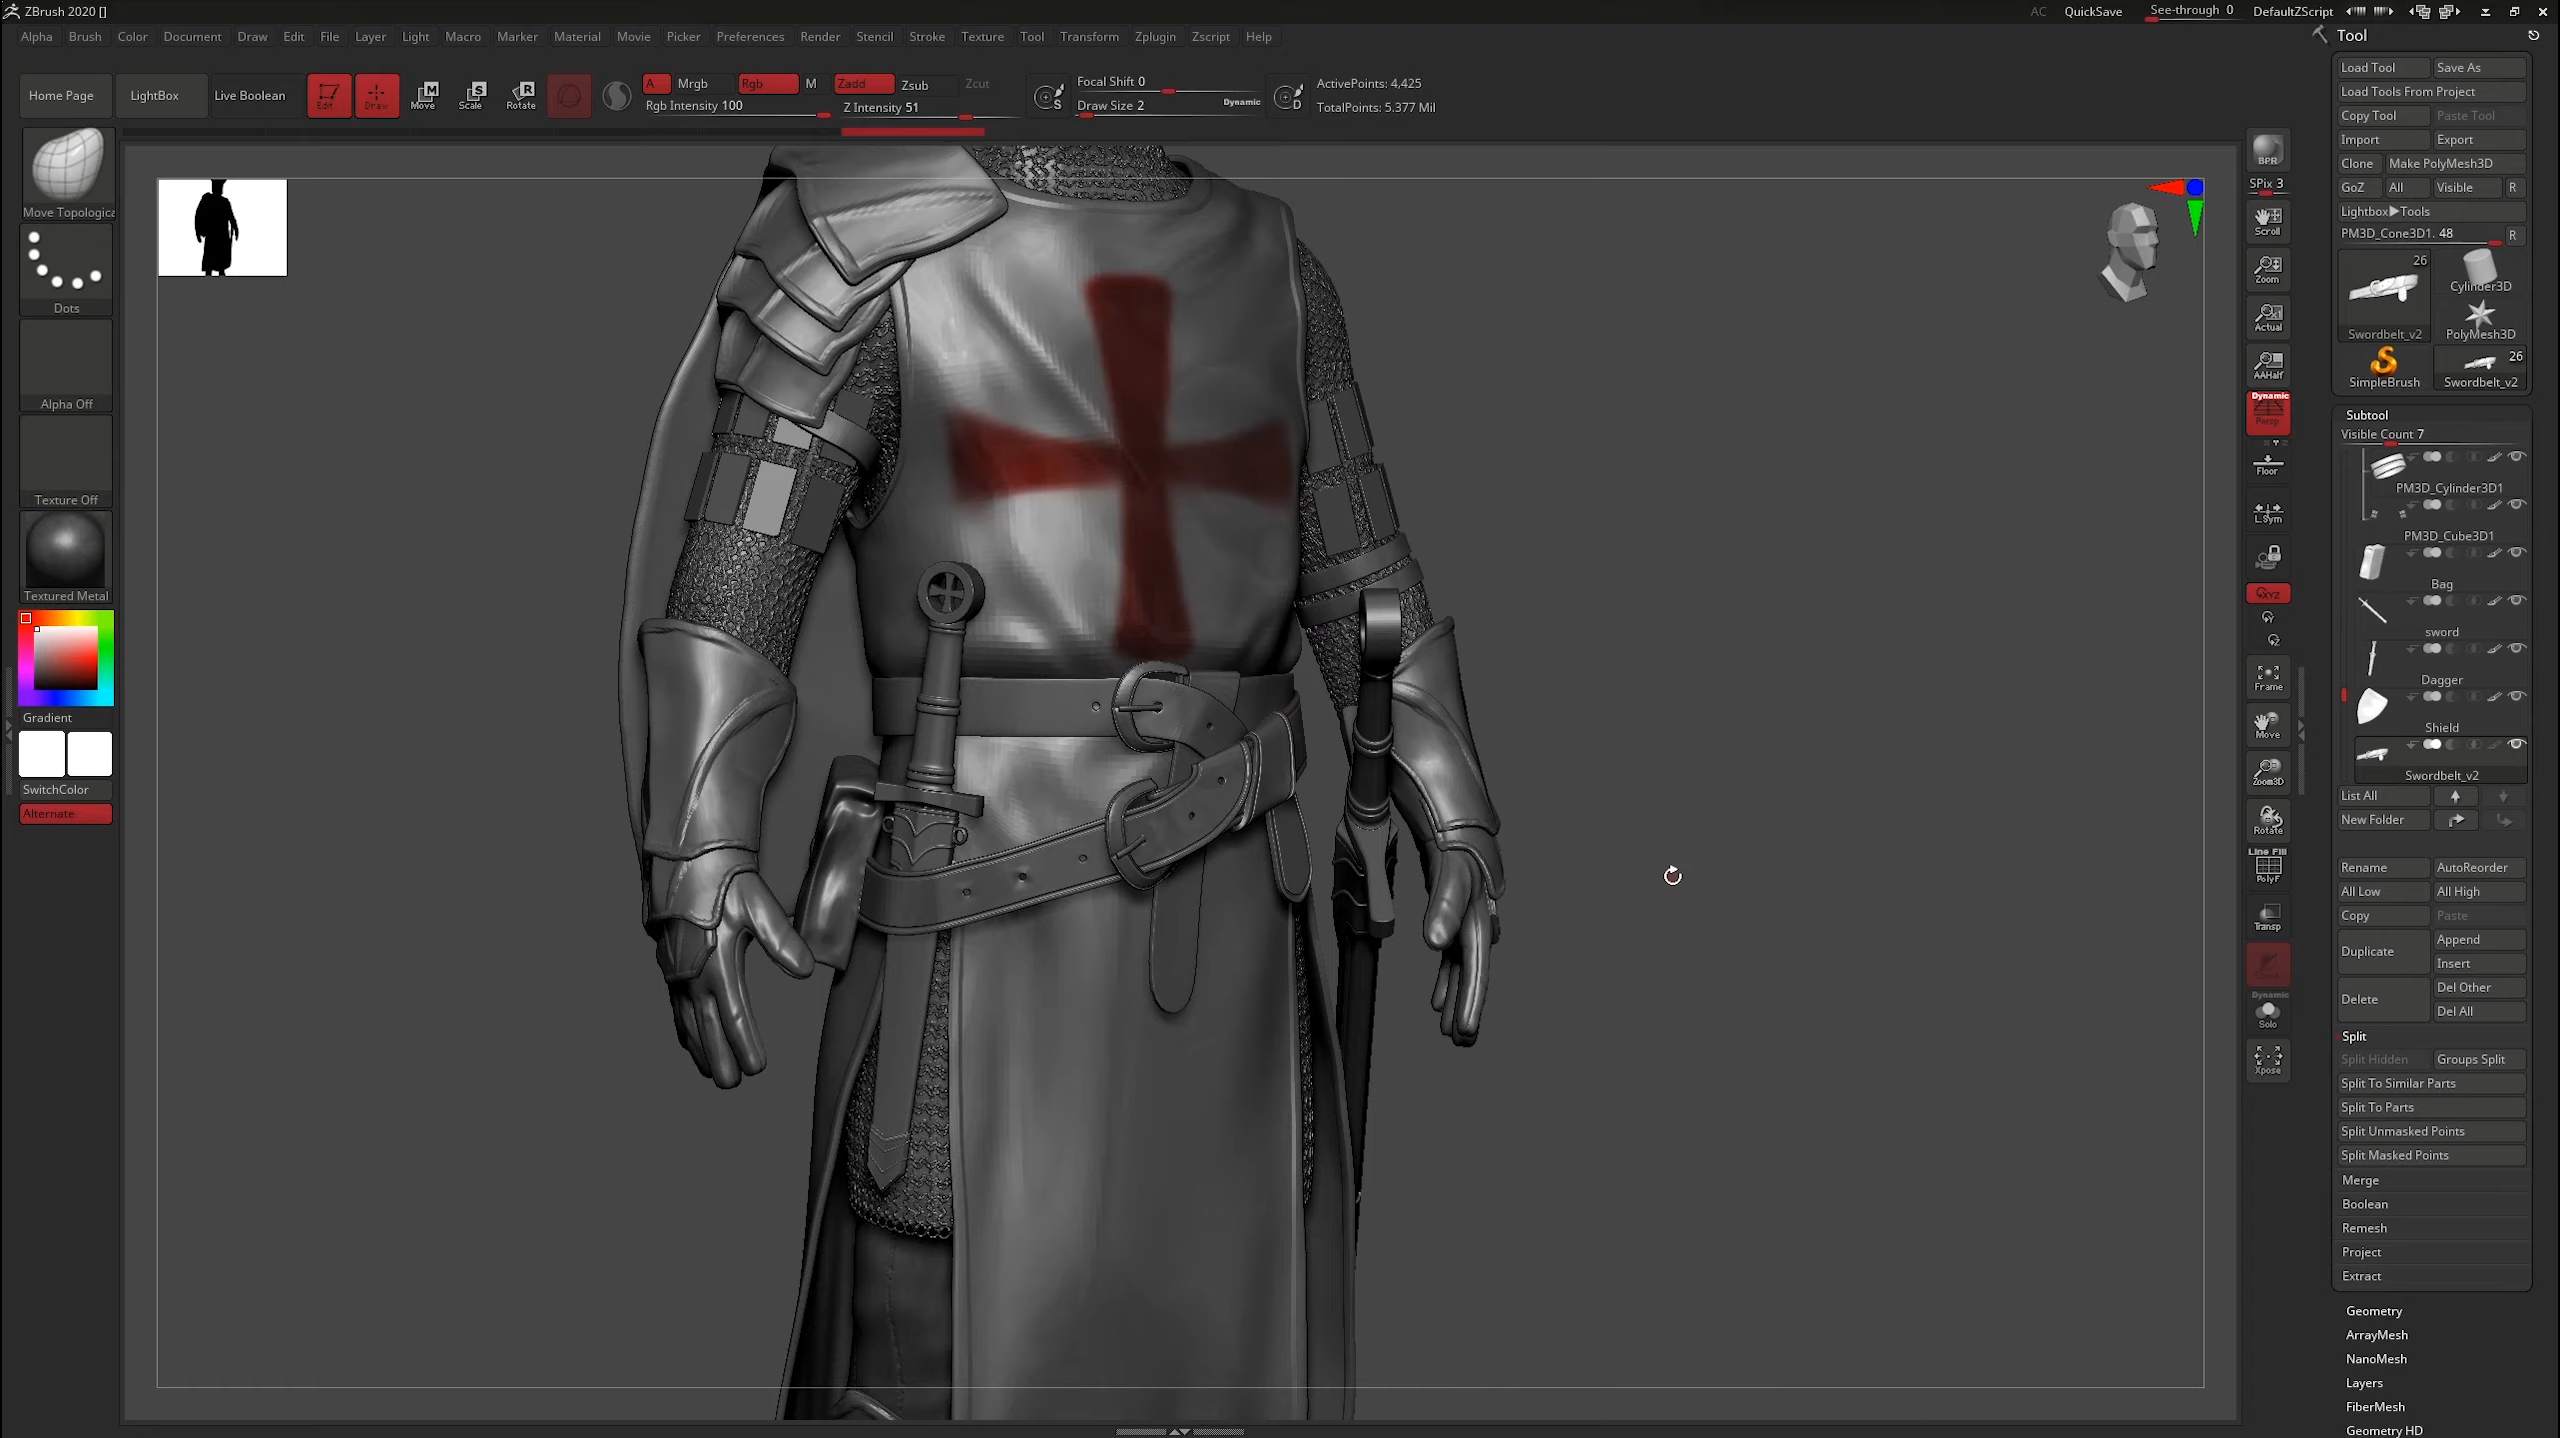 ZBrush 2020 []
AC QuickSave See-through 0 DefaultZScript
Alpha Brush Color Document Draw Edit File Layer Light Macro Marker Material Movie Picker Preferences Render Stencil Stroke Texture Tool Transform Zplugin Zscript Help
Home Page LightBox Live Boolean Edit Draw Move Scale Rotate
A Mrgb Rgb M Zadd Zsub Zcut
Rgb Intensity 100 Z Intensity 51
Focal Shift 0
Draw Size 2 Dynamic
ActivePoints: 4,425
TotalPoints: 5.377 Mil
Move Topologica
Dots
Alpha Off
Texture Off
Textured Metal
Gradient
SwitchColor
Alternate
BPR
SPix 3
Scroll
Zoom
Actual
AAHalf
Dynamic
Persp
Floor
L.Sym
XYZ
Frame
Move
Zoom3D
Rotate
Line Fill
PolyF
Transp
Dynamic
Solo
Xpose
Tool
Load Tool Save As
Load Tools From Project
Copy Tool Paste Tool
Import Export
Clone Make PolyMesh3D
GoZ All Visible R
Lightbox▶Tools
PM3D_Cone3D1. 48 R
26
Cylinder3D
Swordbelt_v2 PolyMesh3D
26
SimpleBrush Swordbelt_v2
Subtool
Visible Count 7
PM3D_Cylinder3D1
PM3D_Cube3D1
Bag
sword
Dagger
Shield
Swordbelt_v2
List All
New Folder
Rename AutoReorder
All Low All High
Copy Paste
Duplicate Append
Insert
Delete Del Other
Del All
Split
Split Hidden Groups Split
Split To Similar Parts
Split To Parts
Split Unmasked Points
Split Masked Points
Merge
Boolean
Remesh
Project
Extract
Geometry
ArrayMesh
NanoMesh
Layers
FiberMesh
Geometry HD